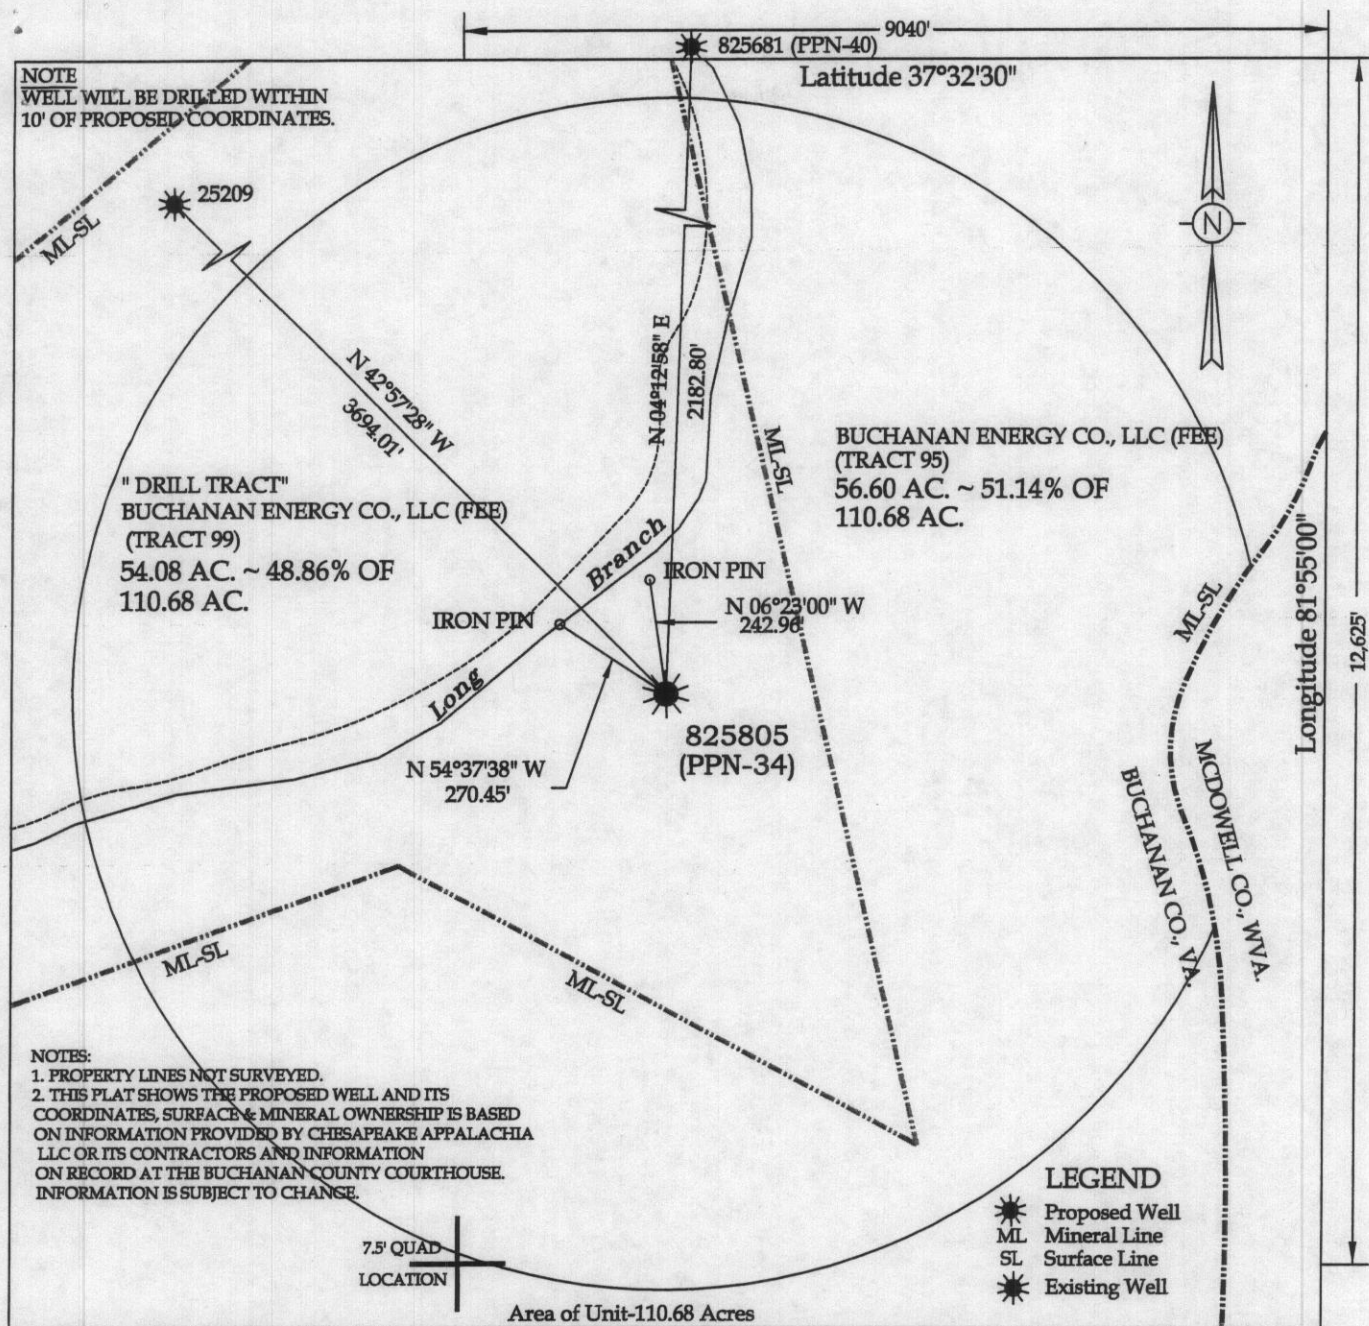 9040'
825681 (PPN-40)
Latitude 37°32'30"
NOTE
WELL WILL BE DRILLED WITHIN
10' OF PROPOSED COORDINATES.
25209
ML-SL
N
N 42°57'28" W
3694.01'
N 04°12'58" E
2182.80'
ML-SL
BUCHANAN ENERGY CO., LLC (FEE)
(TRACT 95)
56.60 AC. ~ 51.14% OF
110.68 AC.
" DRILL TRACT"
BUCHANAN ENERGY CO., LLC (FEE)
(TRACT 99)
54.08 AC. ~ 48.86% OF
110.68 AC.
Long Branch
IRON PIN
IRON PIN
N 06°23'00" W
242.96'
ML-SL
Longitude 81°55'00"
12,625'
825805
(PPN-34)
N 54°37'38" W
270.45'
BUCHANAN CO., VA.
MCDOWELL CO., WVA.
ML-SL
ML-SL
NOTES:
1. PROPERTY LINES NOT SURVEYED.
2. THIS PLAT SHOWS THE PROPOSED WELL AND ITS
COORDINATES, SURFACE & MINERAL OWNERSHIP IS BASED
ON INFORMATION PROVIDED BY CHESAPEAKE APPALACHIA
LLC OR ITS CONTRACTORS AND INFORMATION
ON RECORD AT THE BUCHANAN COUNTY COURTHOUSE.
INFORMATION IS SUBJECT TO CHANGE.
LEGEND
Proposed Well
ML Mineral Line
SL Surface Line
Existing Well
7.5' QUAD
LOCATION
Area of Unit-110.68 Acres